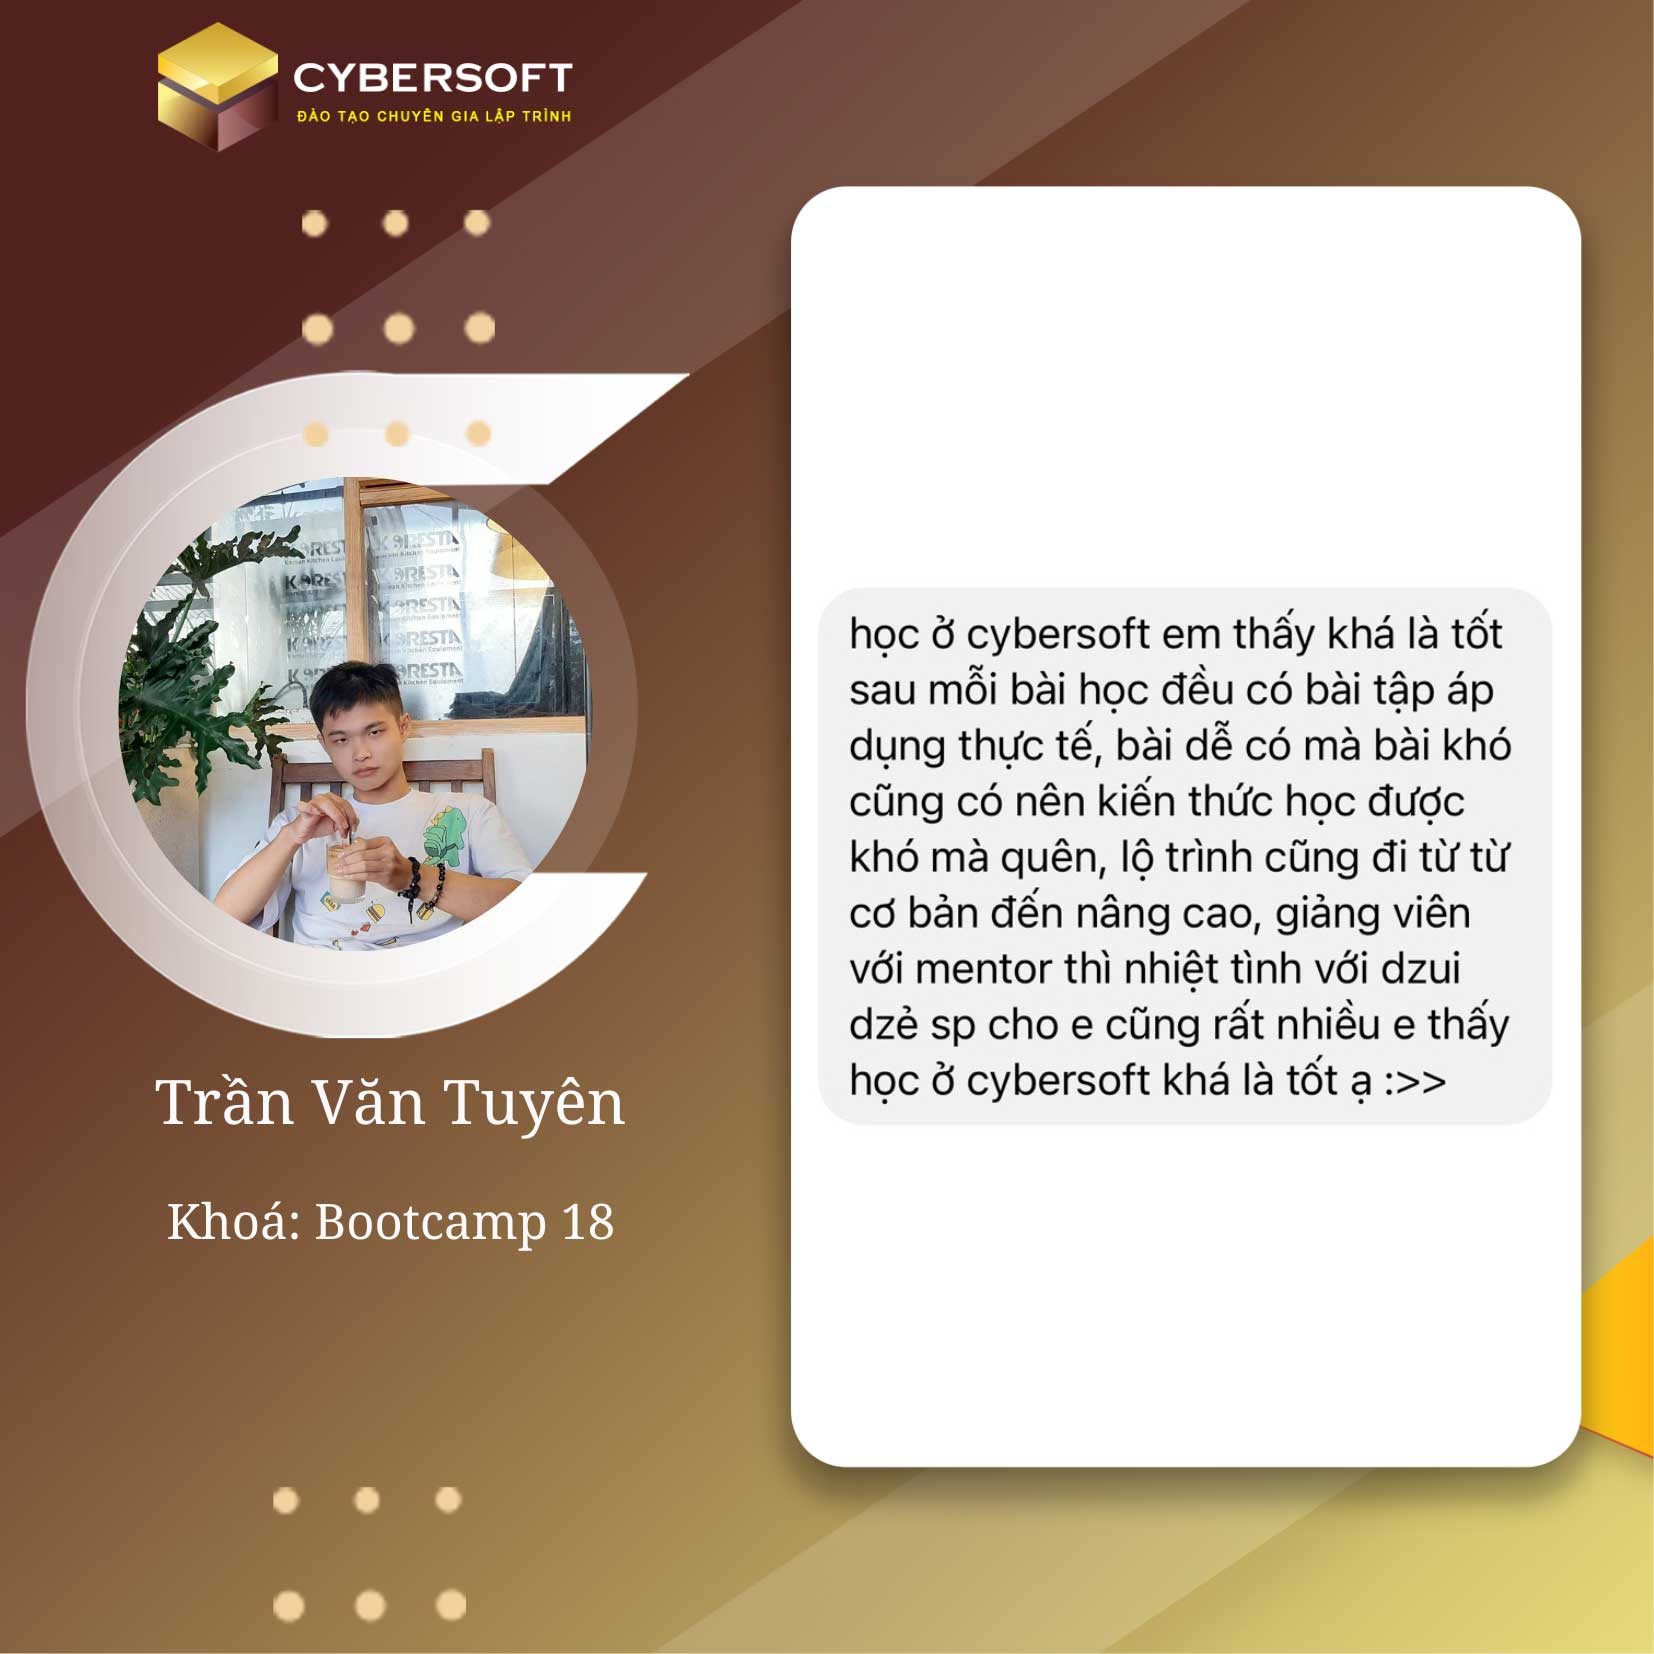 CYBERSOFT
ĐÀO TẠO CHUYÊN GIA LẬP TRÌNH
KORESTA
Korean Kitchen Equipment
Trần Văn Tuyên
Khoá: Bootcamp 18
học ở cybersoft em thấy khá là tốt
sau mỗi bài học đều có bài tập áp
dụng thực tế, bài dễ có mà bài khó
cũng có nên kiến thức học được
khó mà quên, lộ trình cũng đi từ từ
cơ bản đến nâng cao, giảng viên
với mentor thì nhiệt tình với dzui
dzẻ sp cho e cũng rất nhiều e thấy
học ở cybersoft khá là tốt ạ :>>